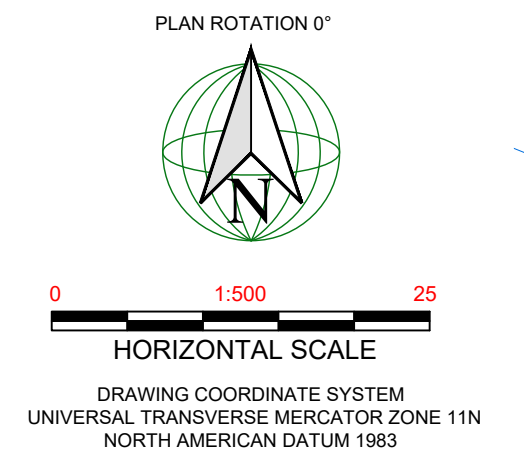 PLAN ROTATION 0°
N
0 1:500 25
HORIZONTAL SCALE
DRAWING COORDINATE SYSTEM
UNIVERSAL TRANSVERSE MERCATOR ZONE 11N
NORTH AMERICAN DATUM 1983